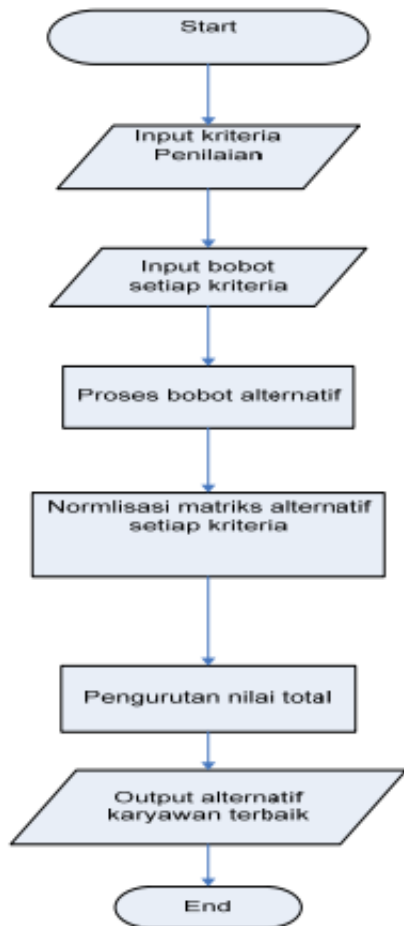 Start
Input kriteria
Penilaian
Input bobot
setiap kriteria
Proses bobot alternatif
Normlisasi matriks alternatif
setiap kriteria
Pengurutan nilai total
Output alternatif
karyawan terbaik
End